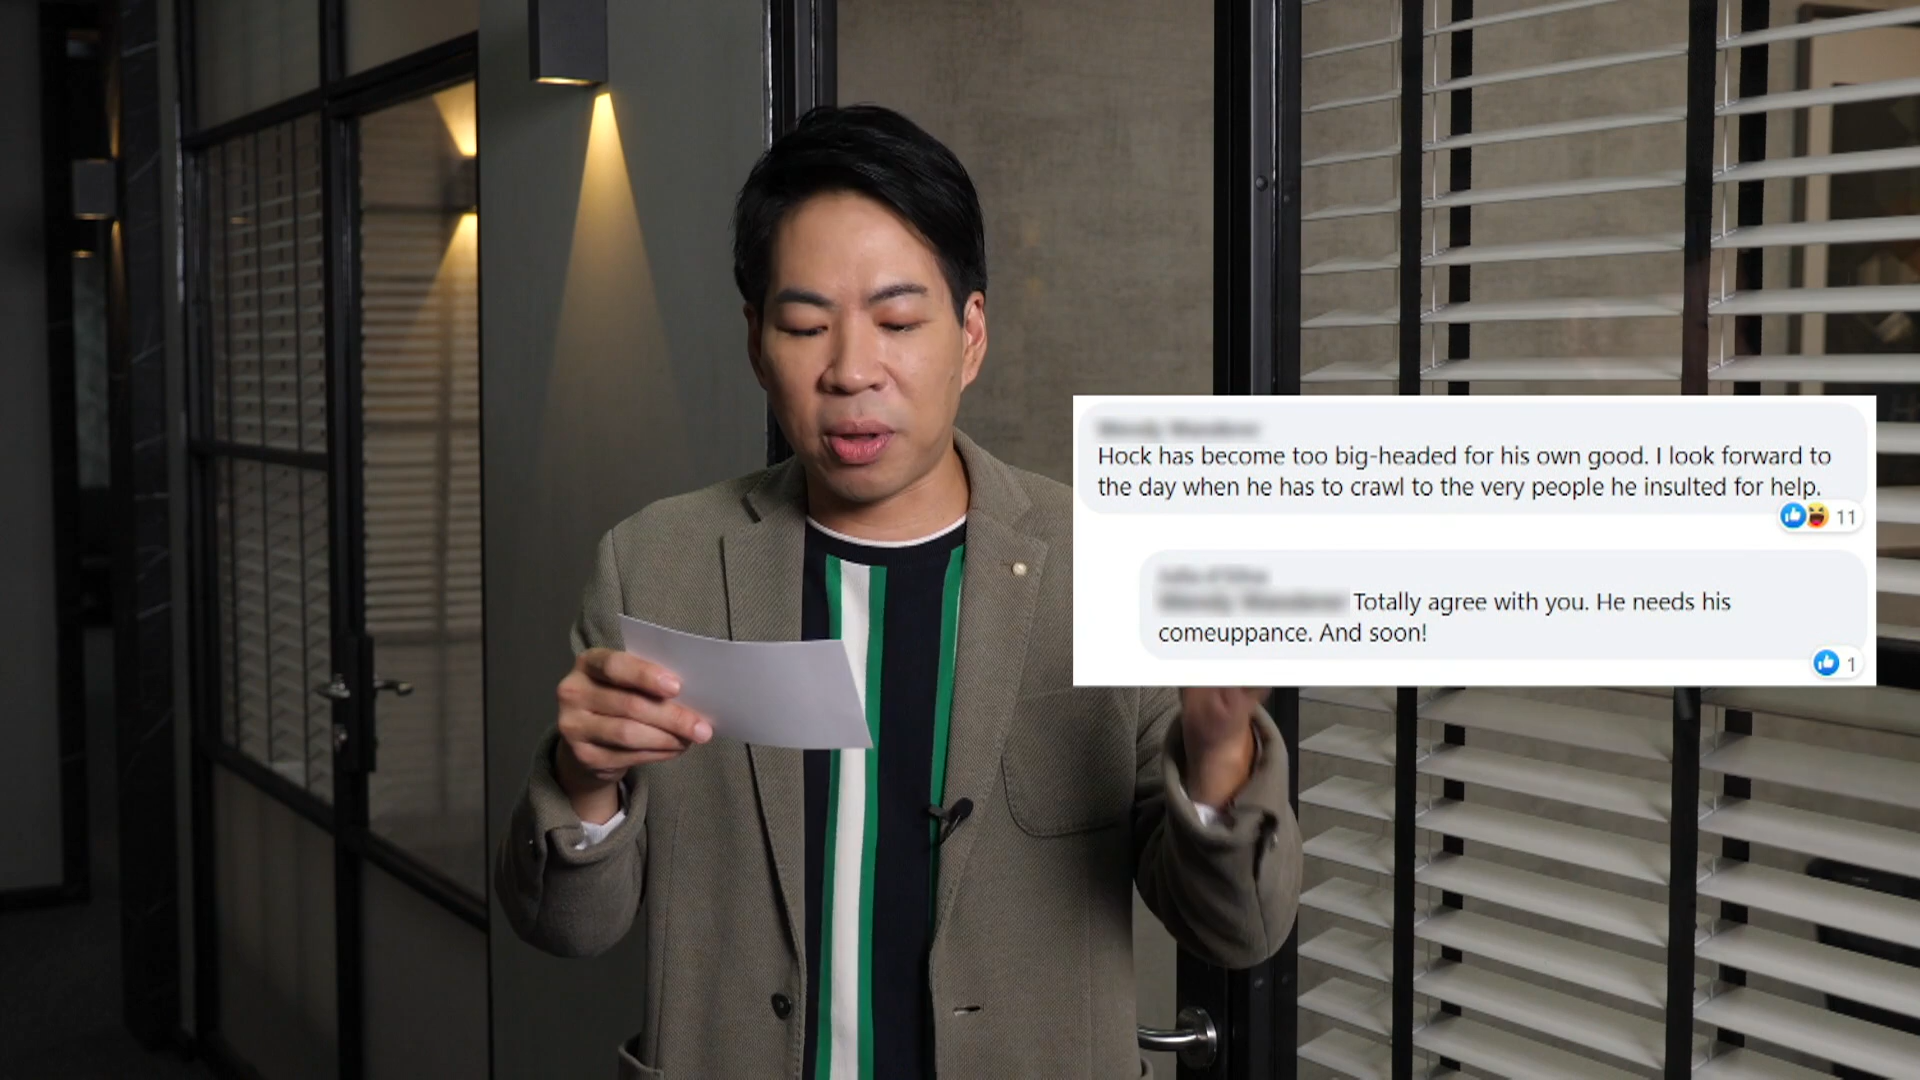 Hock has become too big-headed for his own good. I look forward to
the day when he has to crawl to the very people he insulted for help.
11
Totally agree with you. He needs his
comeuppance. And soon!
1